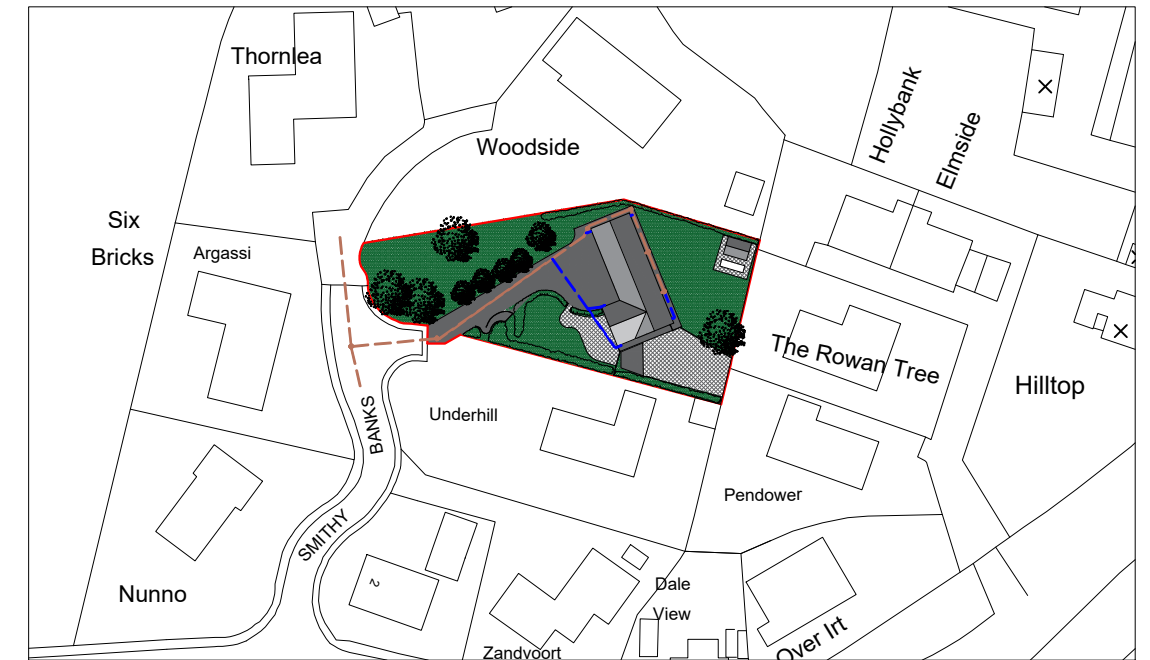 Thornlea
Woodside
Hollybank
Elmside
Six
Bricks
Argassi
The Rowan Tree
Hilltop
BANKS
Underhill
Pendower
SMITHY
Nunno
2
Dale
View
Over Irt
Zandvoort